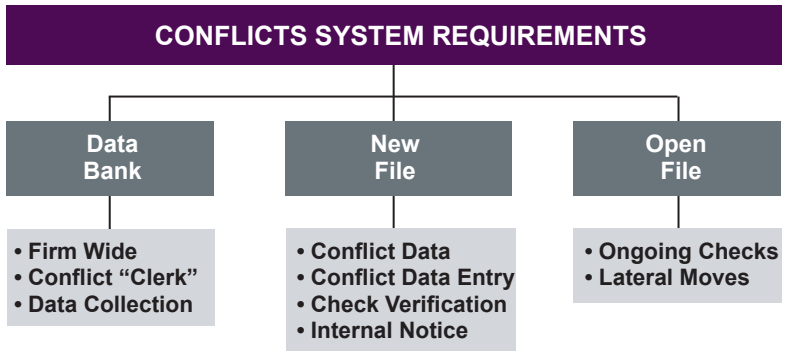 CONFLICTS SYSTEM REQUIREMENTS
Data
Bank
New
File
Open
File
• Firm Wide
• Conflict “Clerk”
• Data Collection
• Conflict Data
• Conflict Data Entry
• Check Verification
• Internal Notice
• Ongoing Checks
• Lateral Moves